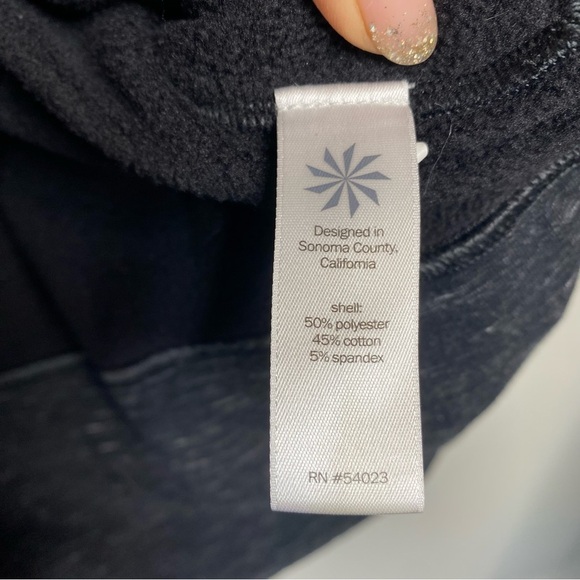 Designed in
Sonoma County,
California
shell:
50% polyester
45% cotton
5% spandex
RN #54023